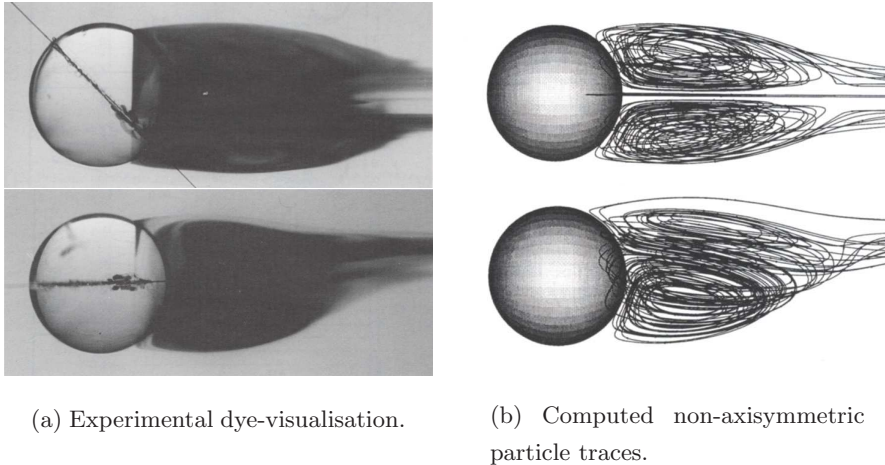 (a) Experimental dye-visualisation.
(b) Computed non-axisymmetric
particle traces.